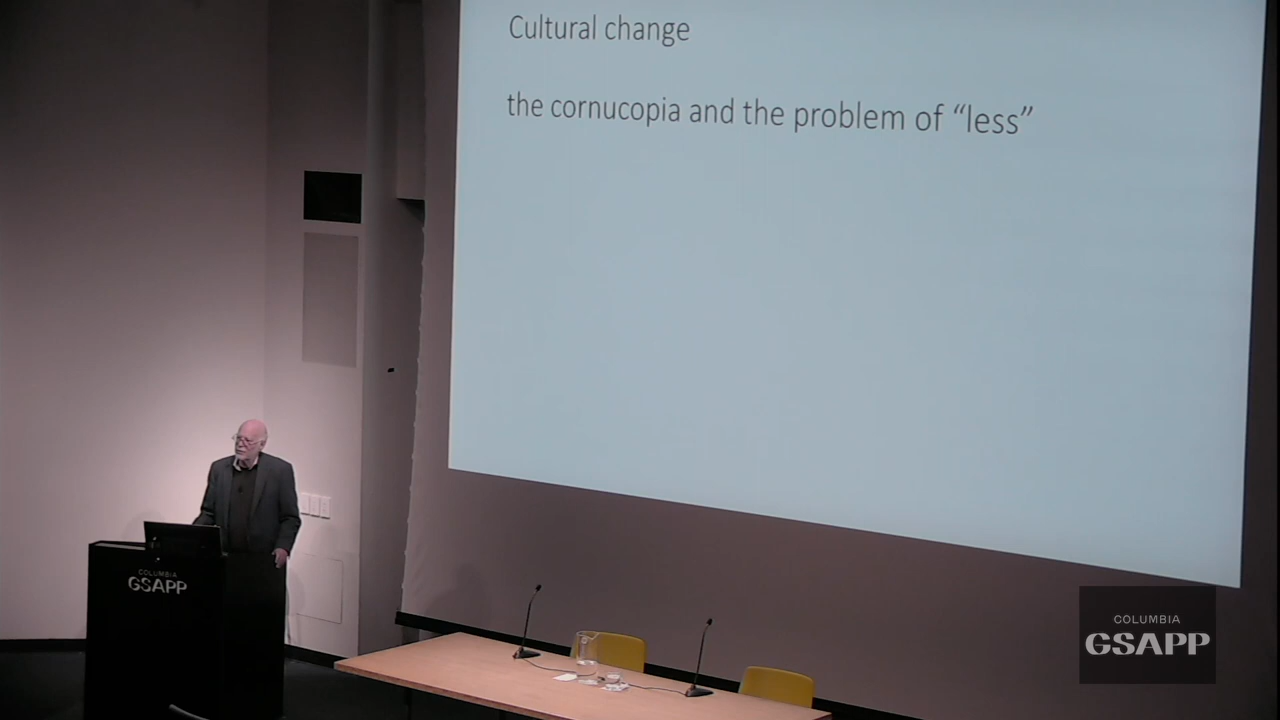 Cultural change
the cornucopia and the problem of “less”
COLUMBIA
GSAPP
COLUMBIA
GSAPP